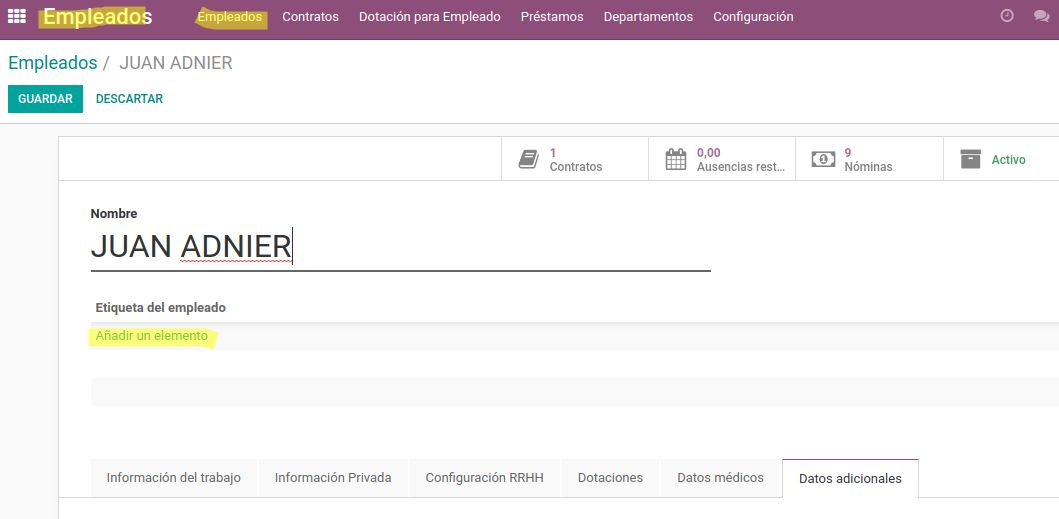 Empleados Empleados Contratos Dotación para Empleado Préstamos Departamentos Configuración
Empleados / JUAN ADNIER
GUARDAR DESCARTAR
1 Contratos
0,00 Ausencias rest...
9 Nóminas
Activo
Nombre
JUAN ADNIER
Etiqueta del empleado
Añadir un elemento
Información del trabajo Información Privada Configuración RRHH Dotaciones Datos médicos Datos adicionales